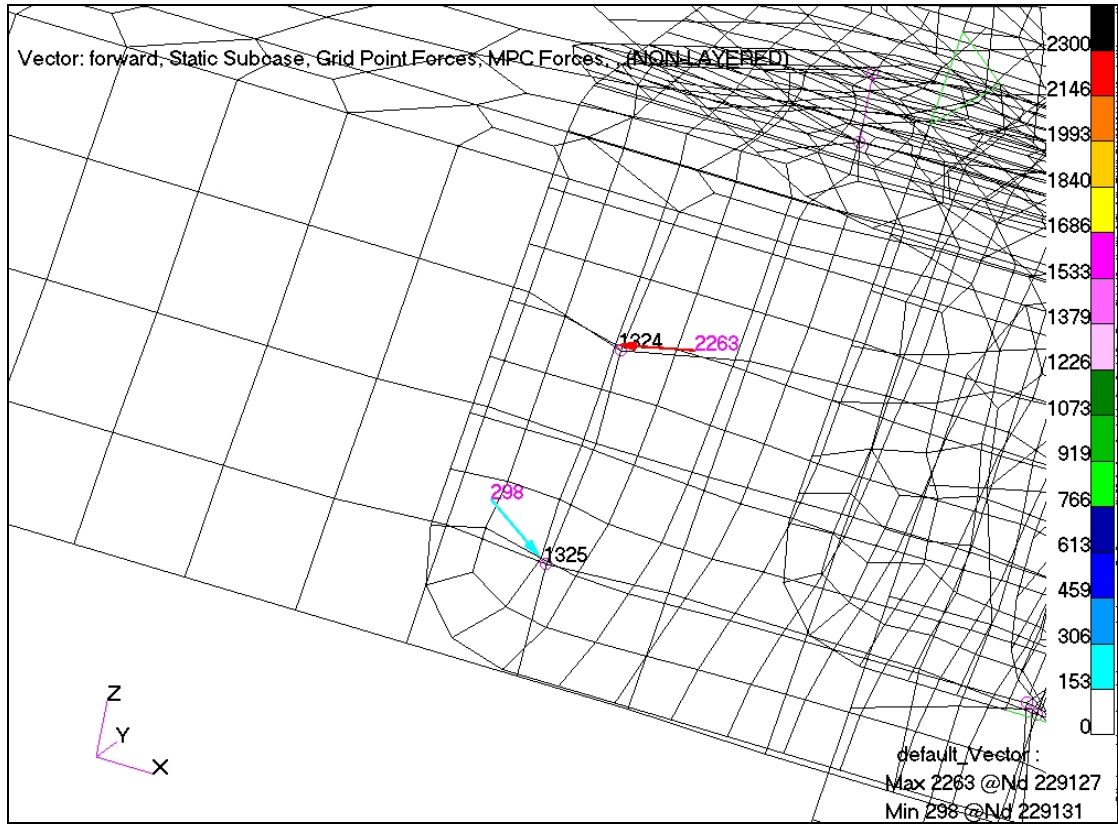 Vector: forward, Static Subcase, Grid Point Forces, MPC Forces, , (NON-LAYERED)
2300
2146
1993
1840
1686
1533
1379
1226
1073
919
766
613
459
306
153
0
1324
2263
298
1325
Z
Y
X
default_Vector :
Max 2263 @Nd 229127
Min 298 @Nd 229131